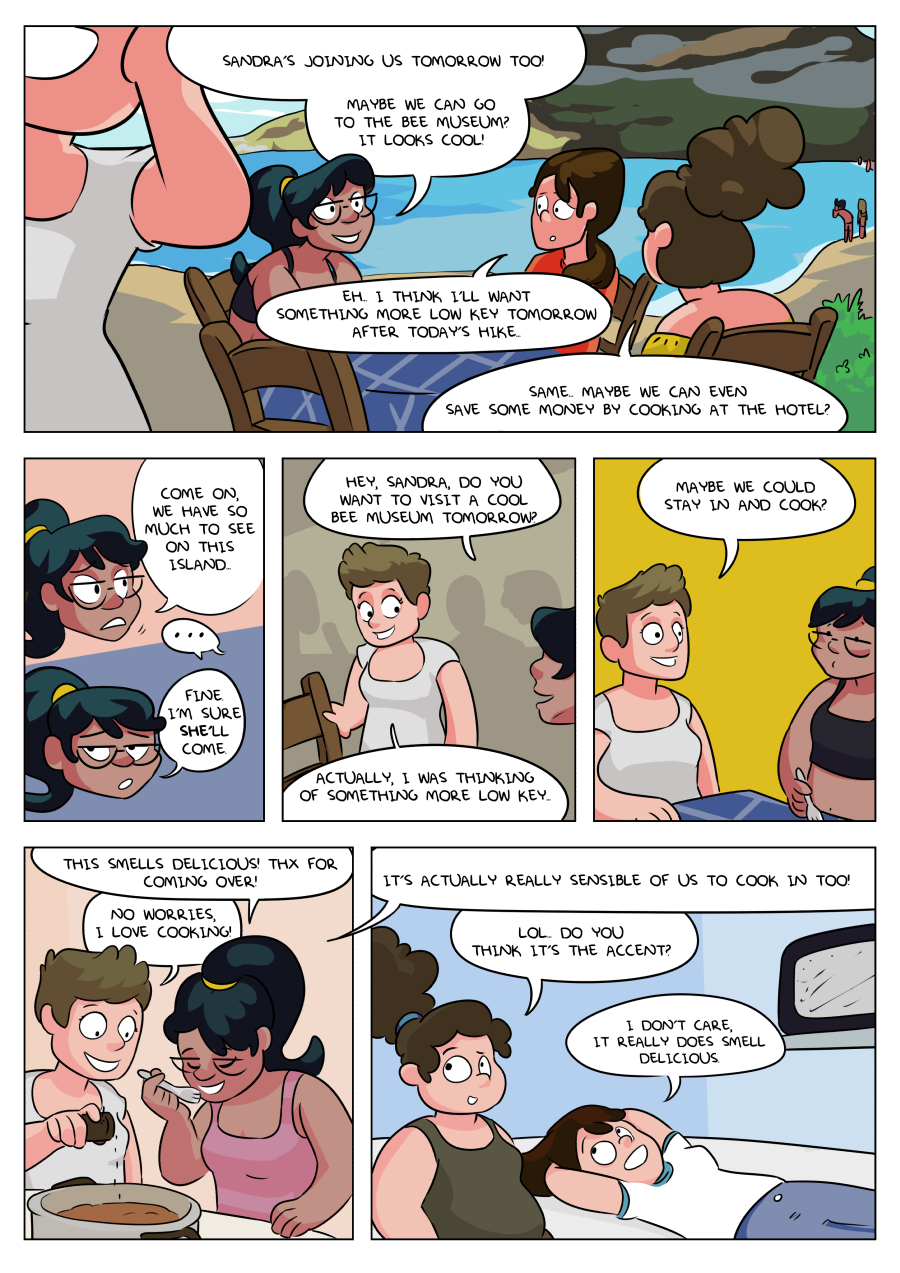 SANDRA'S JOINING US TOMORROW TOO!
MAYBE WE CAN GO
TO THE BEE MUSEUM?
IT LOOKS COOL!
EH.. I THINK I'LL WANT
SOMETHING MORE LOW KEY TOMORROW
AFTER TODAY'S HIKE...
SAME.. MAYBE WE CAN EVEN
SAVE SOME MONEY BY COOKING AT THE HOTEL?
COME ON,
WE HAVE SO
MUCH TO SEE
ON THIS
ISLAND...
...
FINE.
I'M SURE
SHE'LL
COME.
HEY, SANDRA, DO YOU
WANT TO VISIT A COOL
BEE MUSEUM TOMORROW?
ACTUALLY, I WAS THINKING
OF SOMETHING MORE LOW KEY...
MAYBE WE COULD
STAY IN AND COOK?
THIS SMELLS DELICIOUS! THX FOR
COMING OVER!
NO WORRIES,
I LOVE COOKING!
IT'S ACTUALLY REALLY SENSIBLE OF US TO COOK IN TOO!
LOL.. DO YOU
THINK IT'S THE ACCENT?
I DON'T CARE,
IT REALLY DOES SMELL
DELICIOUS.